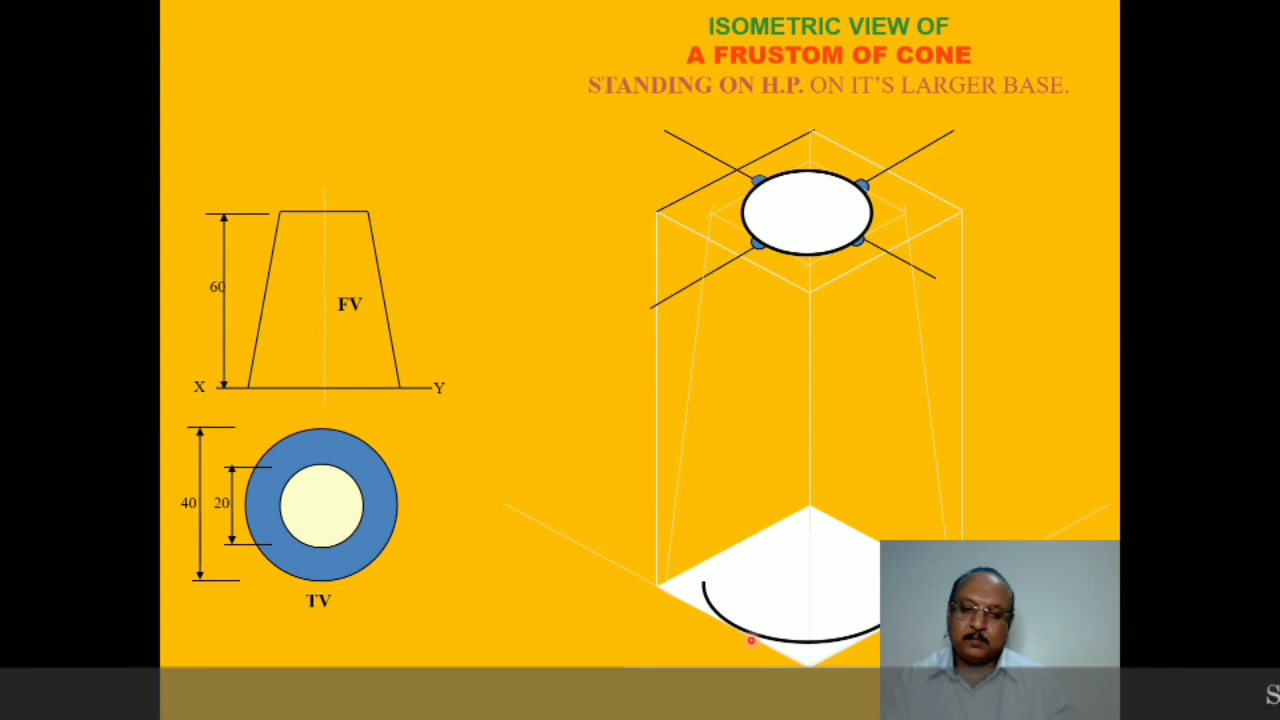 ISOMETRIC VIEW OF
A FRUSTOM OF CONE
STANDING ON H.P. ON IT'S LARGER BASE.
60
FV
X
Y
40
20
TV
S